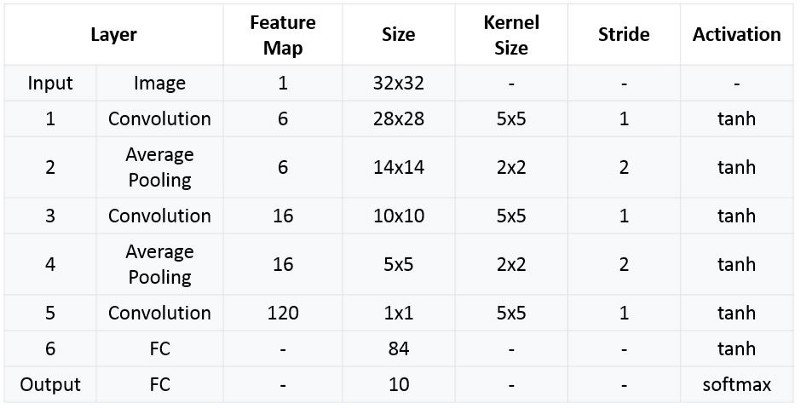 Layer Feature Map Size Kernel Size Stride Activation
Input Image 1 32x32 - - -
1 Convolution 6 28x28 5x5 1 tanh
2 Average Pooling 6 14x14 2x2 2 tanh
3 Convolution 16 10x10 5x5 1 tanh
4 Average Pooling 16 5x5 2x2 2 tanh
5 Convolution 120 1x1 5x5 1 tanh
6 FC - 84 - - tanh
Output FC - 10 - - softmax